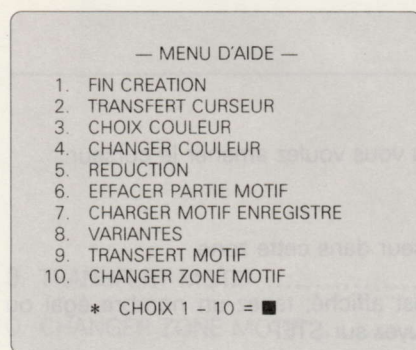 — MENU D'AIDE —
1. FIN CREATION
2. TRANSFERT CURSEUR
3. CHOIX COULEUR
4. CHANGER COULEUR
5. REDUCTION
6. EFFACER PARTIE MOTIF
7. CHARGER MOTIF ENREGISTRE
8. VARIANTES
9. TRANSFERT MOTIF
10. CHANGER ZONE MOTIF
* CHOIX 1 – 10 = ■